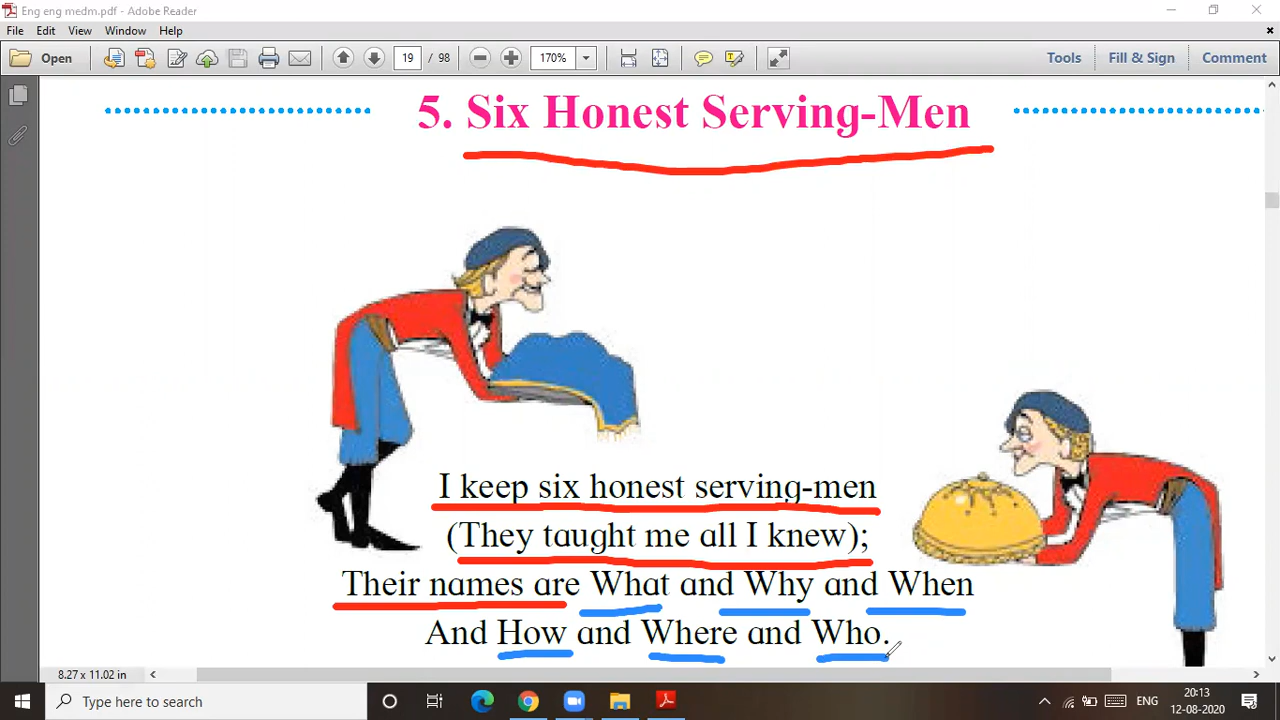 Eng eng medm.pdf - Adobe Reader
File Edit View Window Help
Open 19 / 98 170% Tools Fill & Sign Comment
5. Six Honest Serving-Men
I keep six honest serving-men
(They taught me all I knew);
Their names are What and Why and When
And How and Where and Who.
8.27 x 11.02 in
Type here to search ENG 20:13
12-08-2020